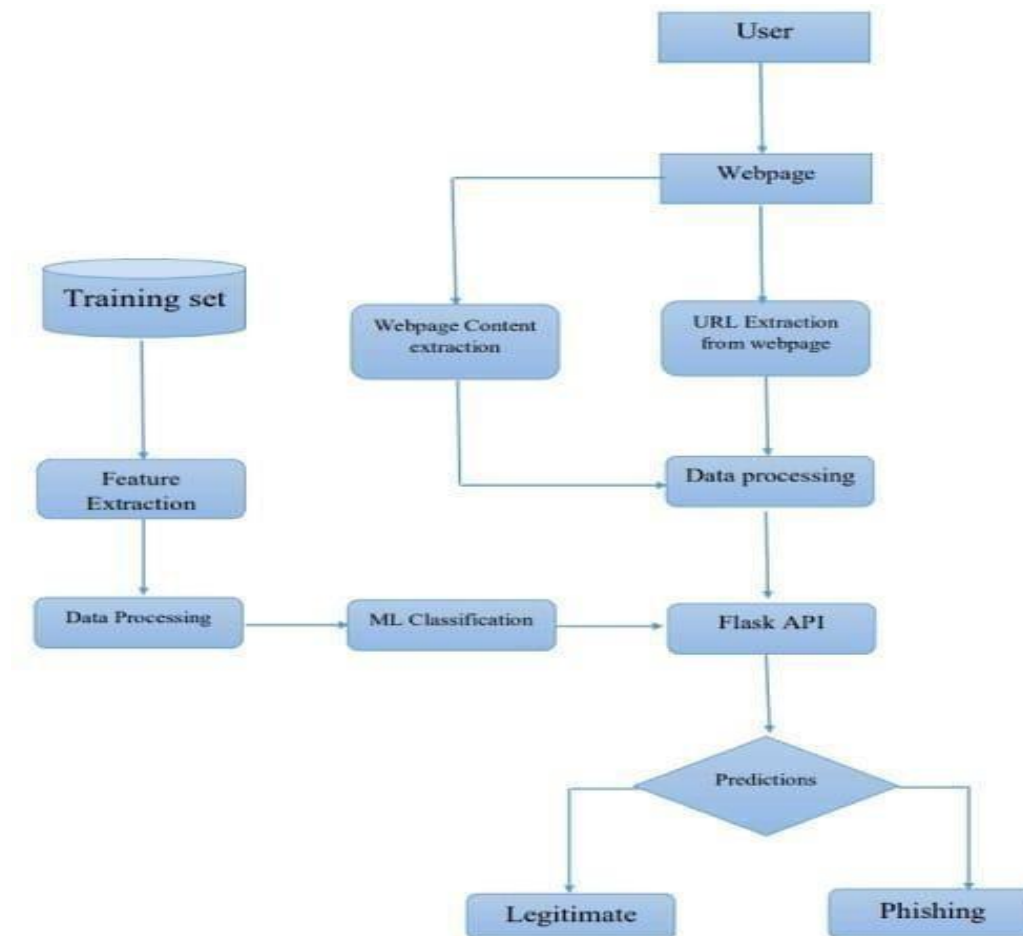 User
Webpage
Training set
Webpage Content
extraction
URL Extraction
from webpage
Feature
Extraction
Data processing
Data Processing
ML Classification
Flask API
Predictions
Legitimate
Phishing